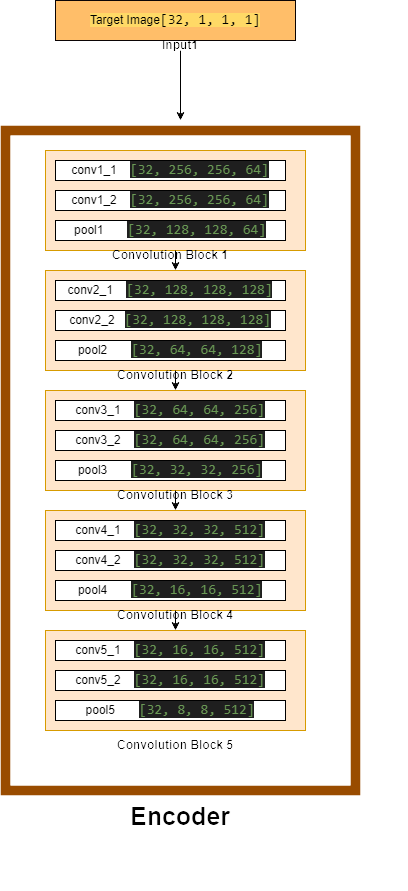 Target Image[32, 1, 1, 1]
Input1
conv1_1 [32, 256, 256, 64]
conv1_2 [32, 256, 256, 64]
pool1 [32, 128, 128, 64]
Convolution Block 1
conv2_1 [32, 128, 128, 128]
conv2_2 [32, 128, 128, 128]
pool2 [32, 64, 64, 128]
Convolution Block 2
conv3_1 [32, 64, 64, 256]
conv3_2 [32, 64, 64, 256]
pool3 [32, 32, 32, 256]
Convolution Block 3
conv4_1 [32, 32, 32, 512]
conv4_2 [32, 32, 32, 512]
pool4 [32, 16, 16, 512]
Convolution Block 4
conv5_1 [32, 16, 16, 512]
conv5_2 [32, 16, 16, 512]
pool5 [32, 8, 8, 512]
Convolution Block 5
Encoder